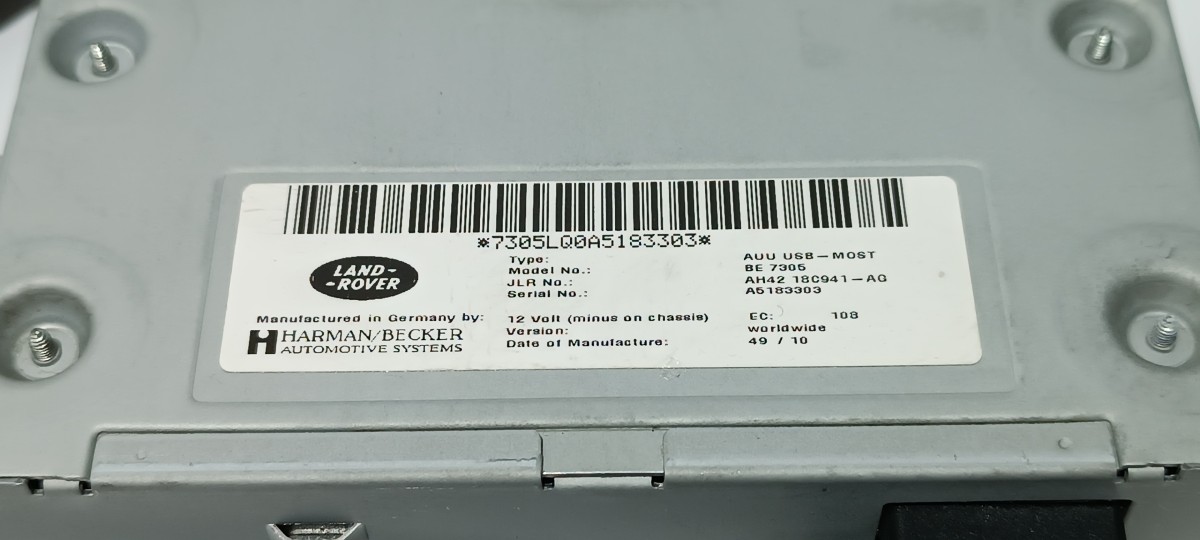 *7305LQ0A5183303*
LAND-
-ROVER
Type: AUU USB-MOST
Model No.: BE 7305
JLR No.: AH42 18C941-AG
Serial No.: A5183303
Manufactured in Germany by: 12 Volt (minus on chassis) EC: 108
HARMAN/BECKER Version: worldwide
AUTOMOTIVE SYSTEMS Date of Manufacture: 49 / 10